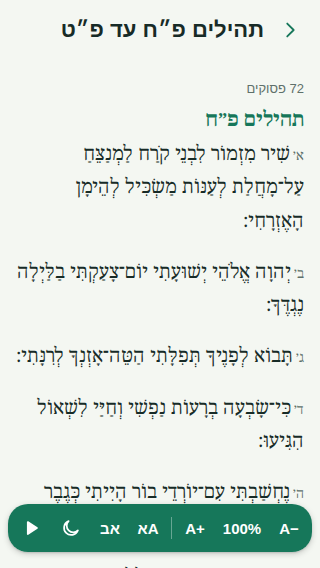 תהילים פ״ח עד פ״ט
72 פסוקים
תהילים פ״ח
א׳ שִׁיר מִזְמוֹר לִבְנֵי קֹרַח לַמְנַצֵּחַ
עַל־מָחֲלַת לְעַנּוֹת מַשְׂכִּיל לְהֵימָן
הָאֶזְרָחִי׃
ב׳ יְהוָה אֱלֹהֵי יְשׁוּעָתִי יוֹם־צָעַקְתִּי בַלַּיְלָה
נֶגְדֶּךָ׃
ג׳ תָּבוֹא לְפָנֶיךָ תְּפִלָּתִי הַטֵּה־אָזְנְךָ לְרִנָּתִי׃
ד׳ כִּי־שָׂבְעָה בְרָעוֹת נַפְשִׁי וְחַיַּי לִשְׁאוֹל
הִגִּיעוּ׃
ה׳ נֶחְשַׁבְתִּי עִם־יוֹרְדֵי בוֹר הָיִיתִי כְּגֶבֶר
A− 100% A+ אA אב